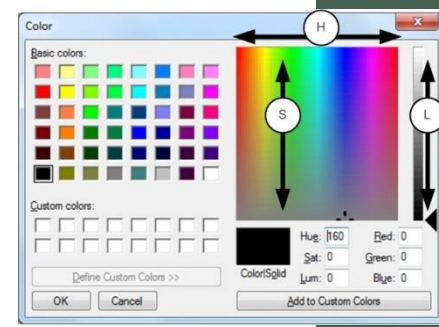 H
Color
Basic colors:
S
L
Custom colors:
Define Custom Colors >>
OK
Cancel
Color|Solid
Hue: 160
Sat: 0
Lum: 0
Red: 0
Green: 0
Blue: 0
Add to Custom Colors